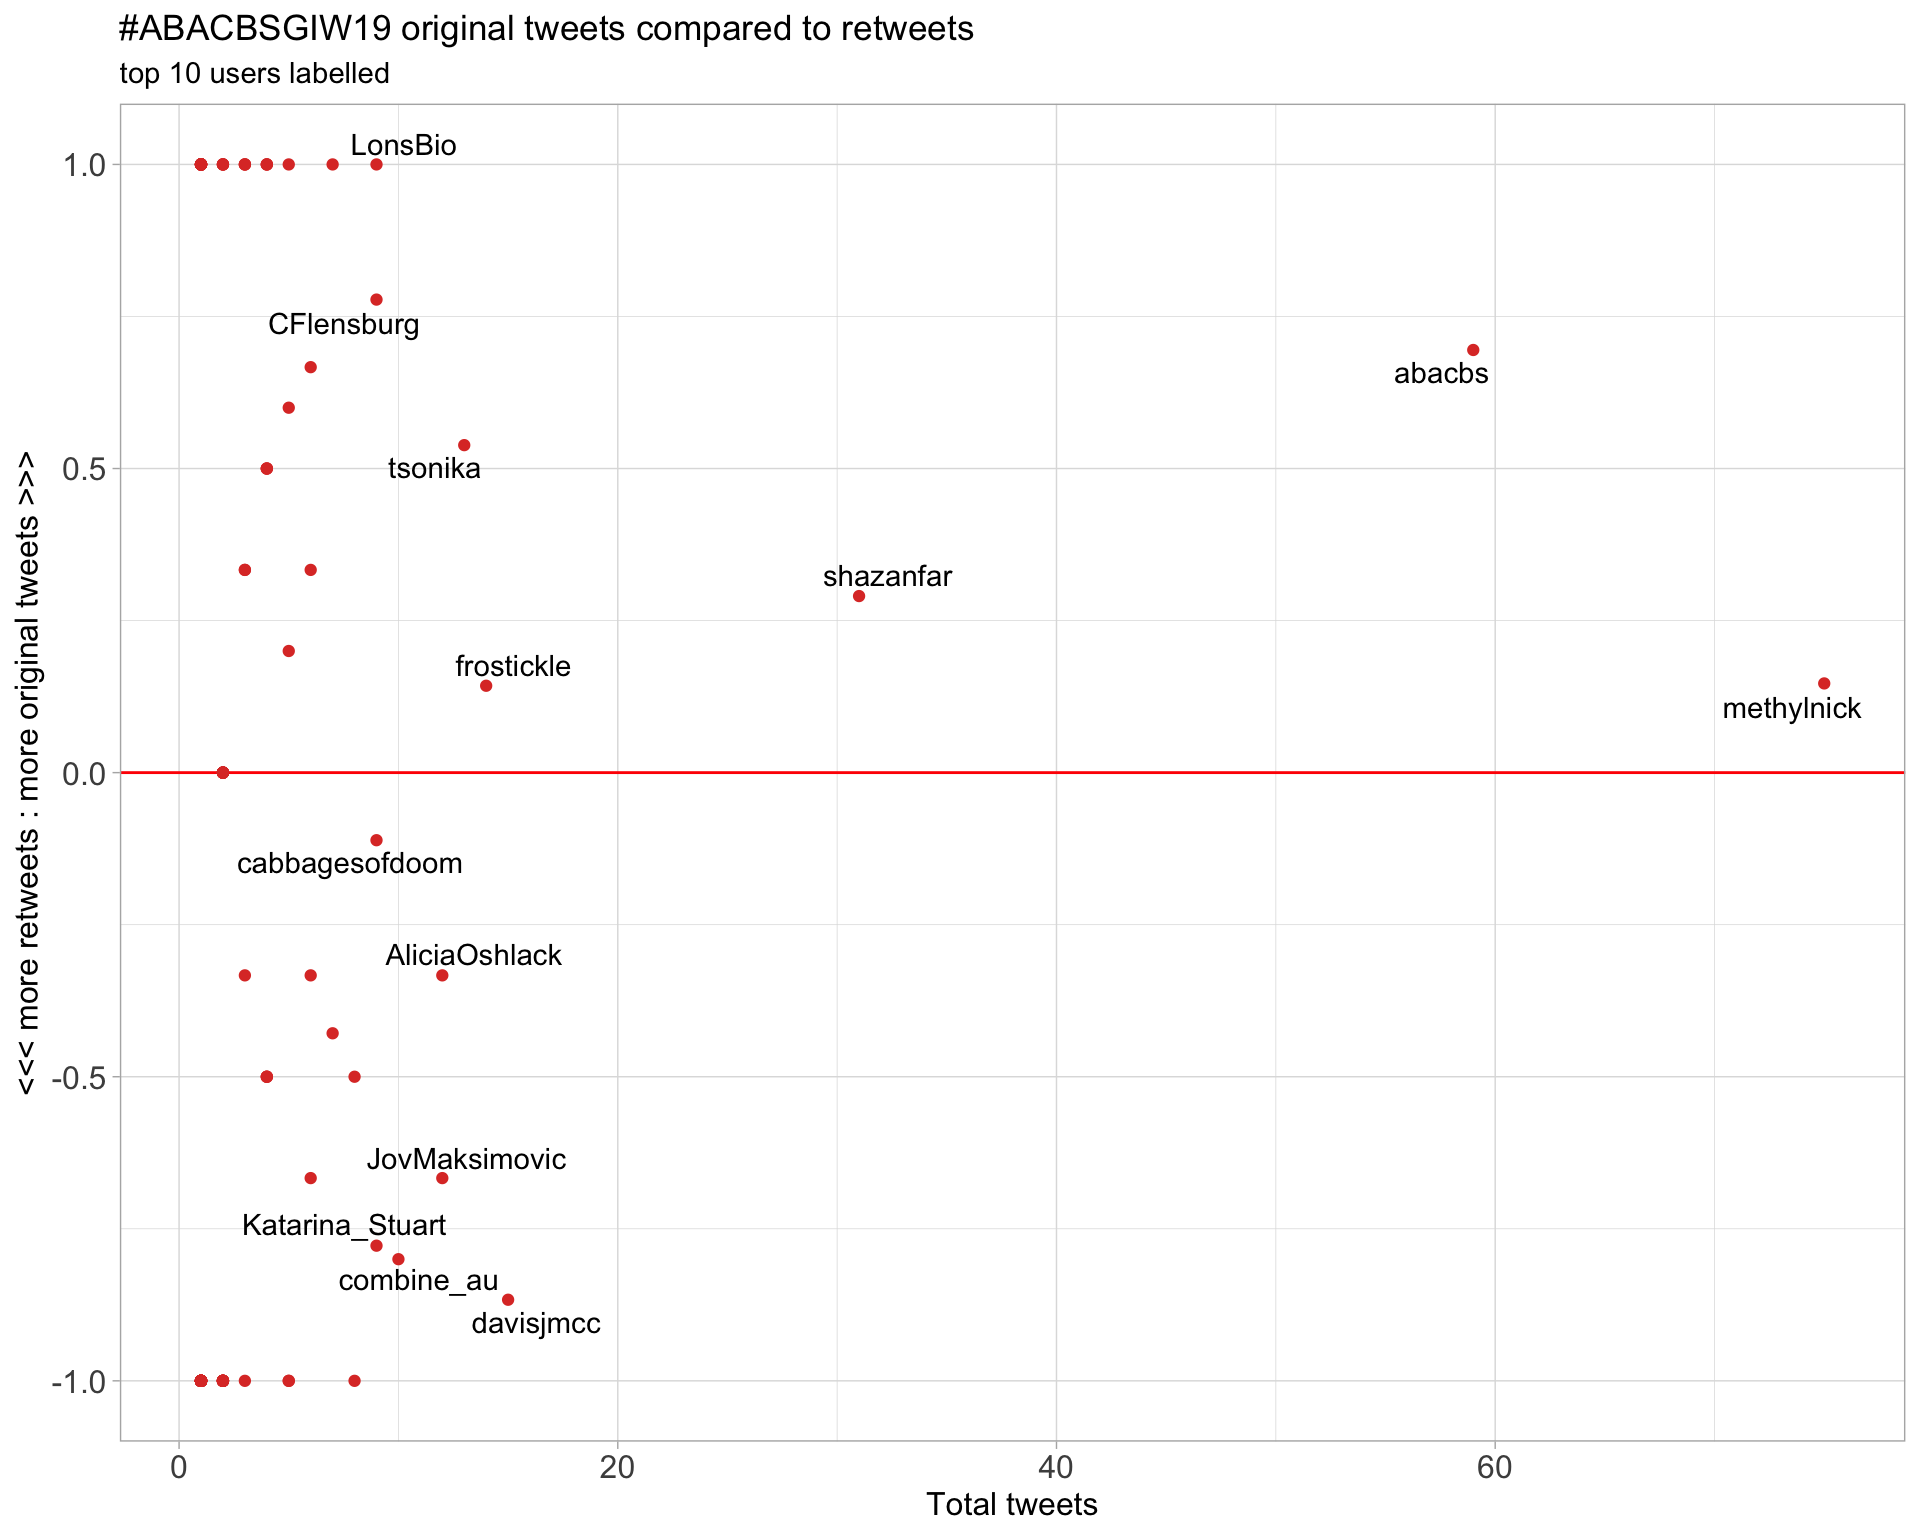 #ABACBSGIW19 original tweets compared to retweets
top 10 users labelled
<<< more retweets : more original tweets >>>
1.0
0.5
0.0
-0.5
-1.0
LonsBio
CFlensburg
abacbs
tsonika
shazanfar
frostickle
methylnick
cabbagesofdoom
AliciaOshlack
JovMaksimovic
Katarina_Stuart
combine_au
davisjmcc
0
20
40
60
Total tweets